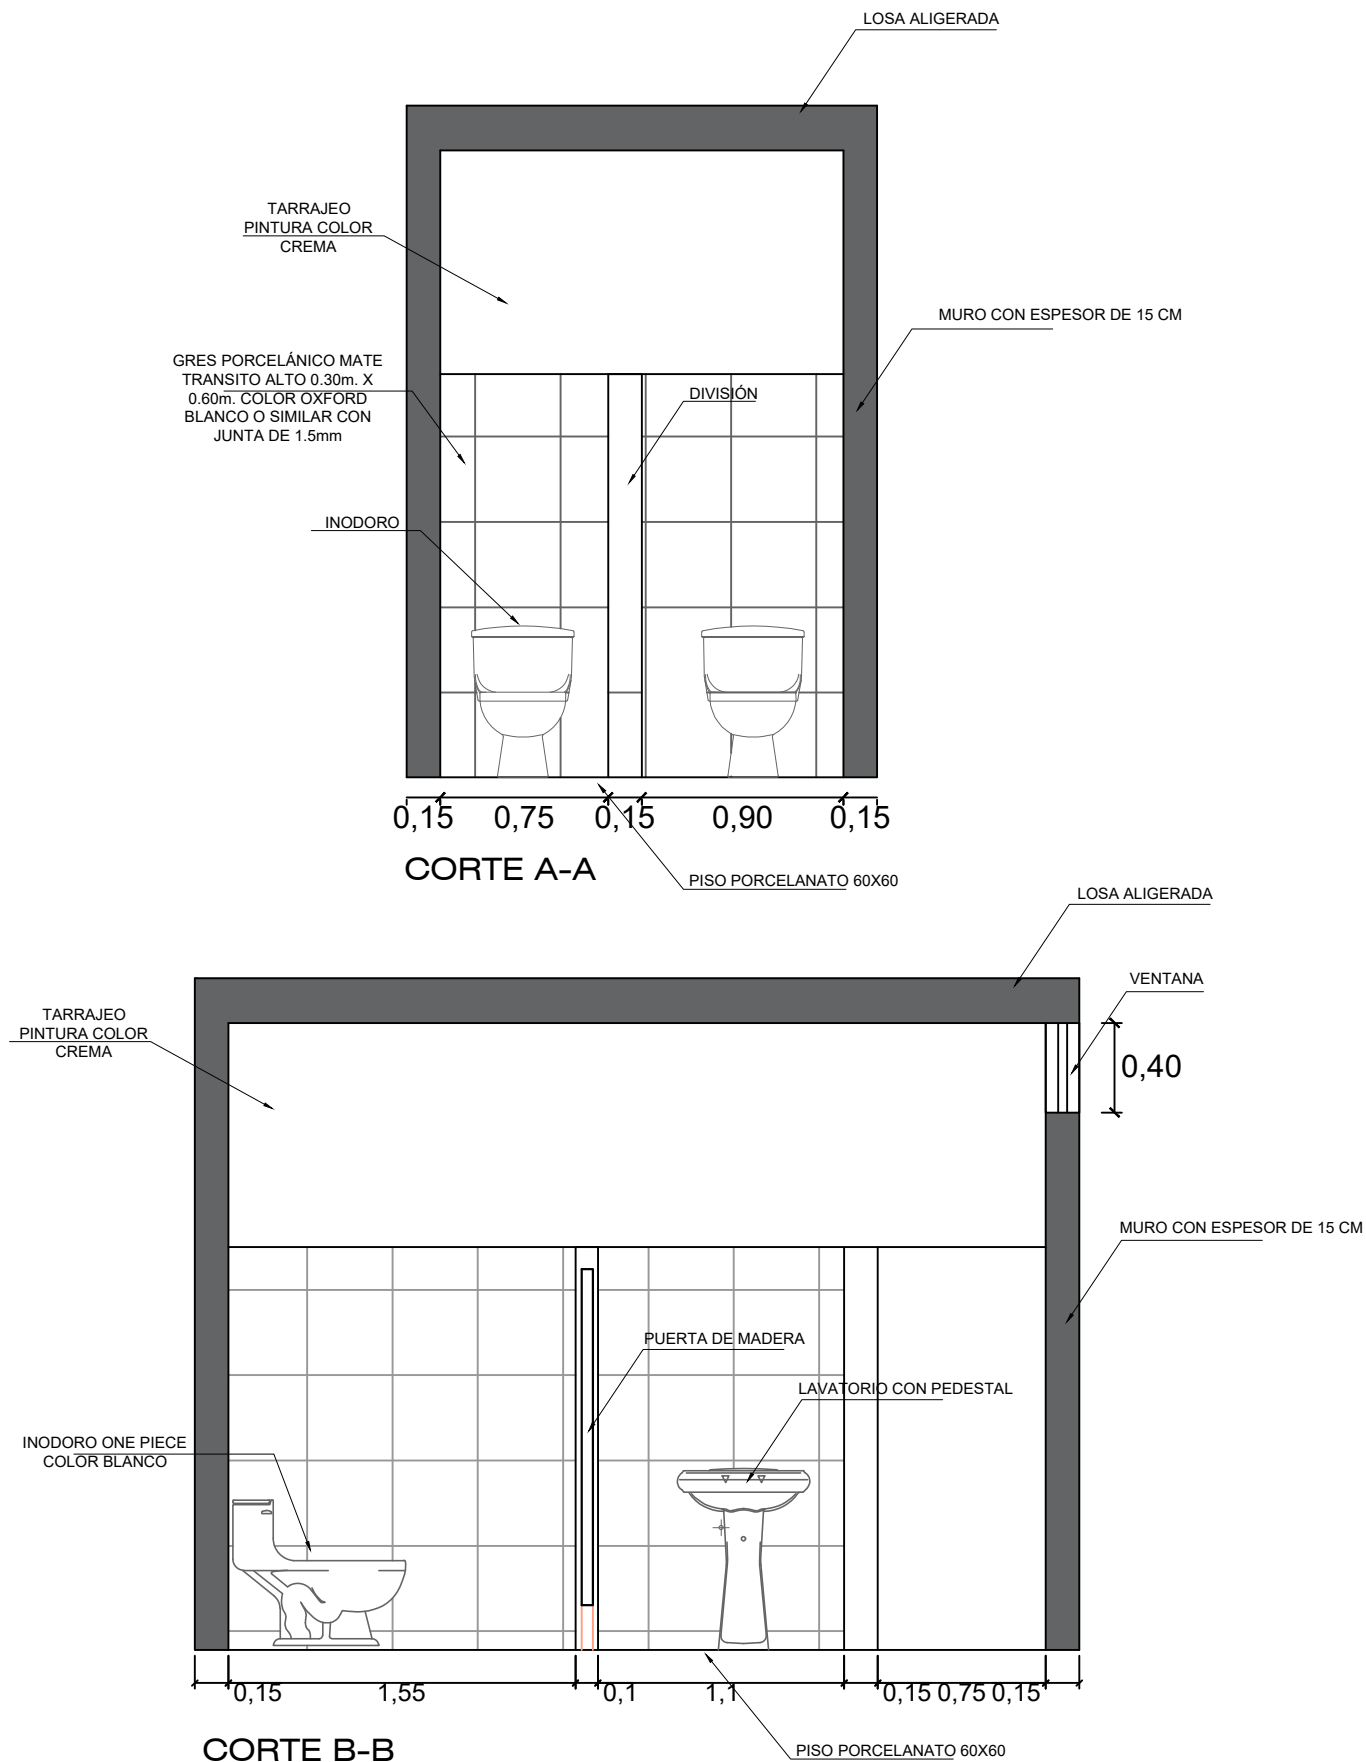 LOSA ALIGERADA
TARRAJEO
PINTURA COLOR
CREMA
MURO CON ESPESOR DE 15 CM
GRES PORCELÁNICO MATE
TRANSITO ALTO 0.30m. X
0.60m. COLOR OXFORD
BLANCO O SIMILAR CON
JUNTA DE 1.5mm
DIVISIÓN
INODORO
0,15 0,75 0,15 0,90 0,15
CORTE A-A
PISO PORCELANATO 60X60
LOSA ALIGERADA
VENTANA
TARRAJEO
PINTURA COLOR
CREMA
0,40
MURO CON ESPESOR DE 15 CM
PUERTA DE MADERA
LAVATORIO CON PEDESTAL
INODORO ONE PIECE
COLOR BLANCO
0,15 1,55 0,1 1,1 0,15 0,75 0,15
CORTE B-B
PISO PORCELANATO 60X60